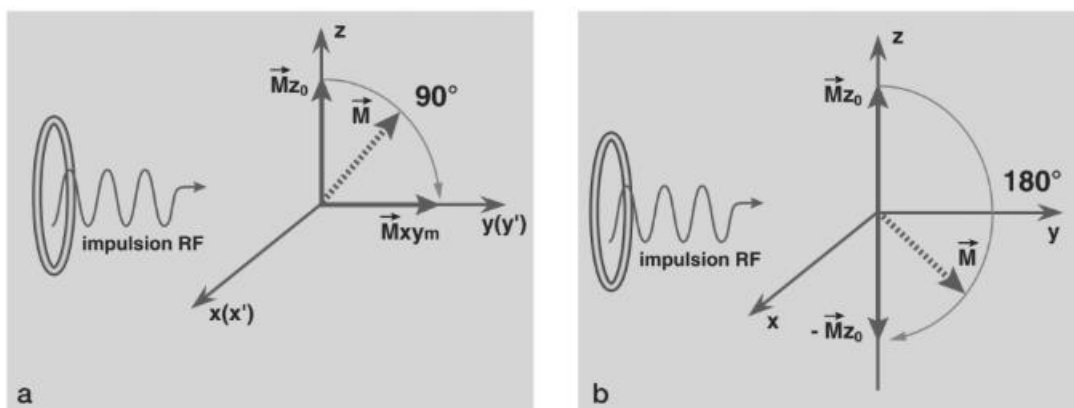 z
Mz₀
M
90°
impulsion RF
Mxyₘ
y(y')
x(x')
a
z
Mz₀
180°
impulsion RF
M
y
x
- Mz₀
b